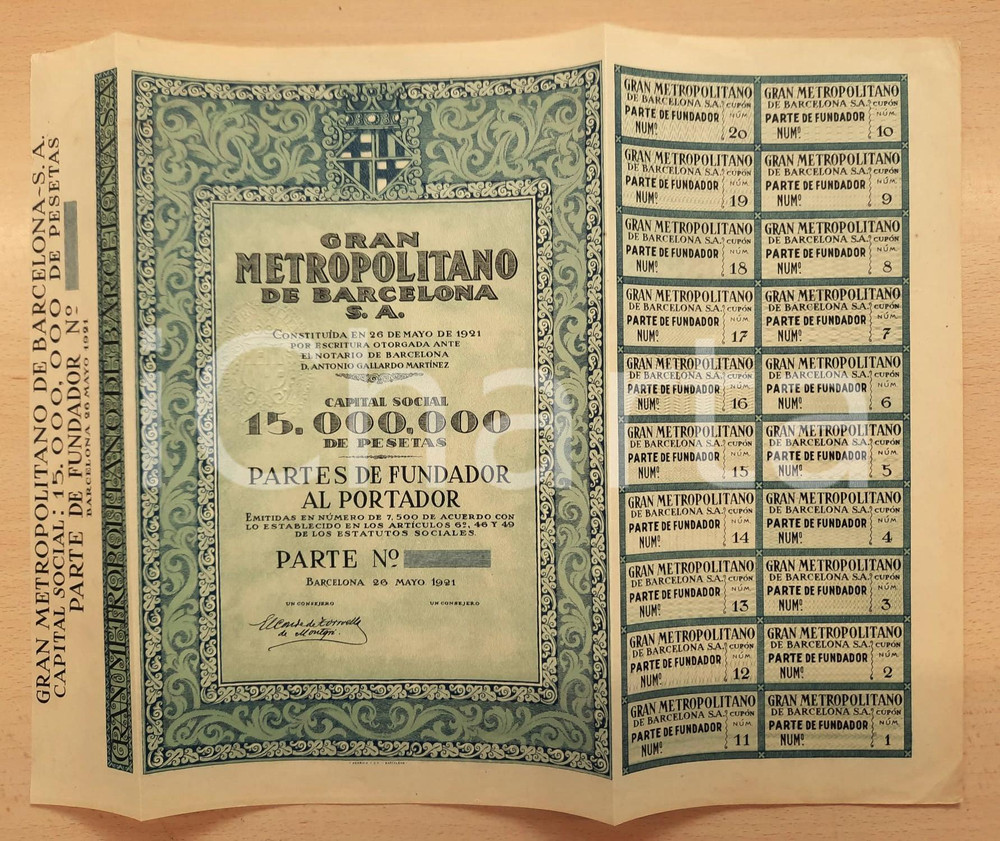 GRAN METROPOLITANO DE BARCELONA-S. A.
CAPITAL SOCIAL: 15.000,000 DE PESETAS
PARTE DE FUNDADOR Nº
BARCELONA 26 MAYO 1921
GRAN METROPOLITANO DE BARCELONA S.A.
GRAN
METROPOLITANO
DE BARCELONA
S. A.
CONSTITUÍDA EN 26 DE MAYO DE 1921
POR ESCRITURA OTORGADA ANTE
EL NOTARIO DE BARCELONA
D. ANTONIO GALLARDO MARTÍNEZ
CAPITAL SOCIAL
15.000,000
DE PESETAS
PARTES DE FUNDADOR
AL PORTADOR
EMITIDAS EN NÚMERO DE 7,500 DE ACUERDO CON
LO ESTABLECIDO EN LOS ARTÍCULOS 6º, 46 Y 49
DE LOS ESTATUTOS SOCIALES.
PARTE Nº
BARCELONA 26 MAYO 1921
UN CONSEJERO UN CONSEJERO
El Conde de Torroella
de Montgrí.
GRAN METROPOLITANO
DE BARCELONA S.A. CUPÓN
PARTE DE FUNDADOR NÚM.
NUMº 20
GRAN METROPOLITANO
DE BARCELONA S.A. CUPÓN
PARTE DE FUNDADOR NÚM.
NUMº 10
GRAN METROPOLITANO
DE BARCELONA S.A. CUPÓN
PARTE DE FUNDADOR NÚM.
NUMº 19
GRAN METROPOLITANO
DE BARCELONA S.A. CUPÓN
PARTE DE FUNDADOR NÚM.
NUMº 9
GRAN METROPOLITANO
DE BARCELONA S.A. CUPÓN
PARTE DE FUNDADOR NÚM.
NUMº 18
GRAN METROPOLITANO
DE BARCELONA S.A. CUPÓN
PARTE DE FUNDADOR NÚM.
NUMº 8
GRAN METROPOLITANO
DE BARCELONA S.A. CUPÓN
PARTE DE FUNDADOR NÚM.
NUMº 17
GRAN METROPOLITANO
DE BARCELONA S.A. CUPÓN
PARTE DE FUNDADOR NÚM.
NUMº 7
GRAN METROPOLITANO
DE BARCELONA S.A. CUPÓN
PARTE DE FUNDADOR NÚM.
NUMº 16
GRAN METROPOLITANO
DE BARCELONA S.A. CUPÓN
PARTE DE FUNDADOR NÚM.
NUMº 6
GRAN METROPOLITANO
DE BARCELONA S.A. CUPÓN
PARTE DE FUNDADOR NÚM.
NUMº 15
GRAN METROPOLITANO
DE BARCELONA S.A. CUPÓN
PARTE DE FUNDADOR NÚM.
NUMº 5
GRAN METROPOLITANO
DE BARCELONA S.A. CUPÓN
PARTE DE FUNDADOR NÚM.
NUMº 14
GRAN METROPOLITANO
DE BARCELONA S.A. CUPÓN
PARTE DE FUNDADOR NÚM.
NUMº 4
GRAN METROPOLITANO
DE BARCELONA S.A. CUPÓN
PARTE DE FUNDADOR NÚM.
NUMº 13
GRAN METROPOLITANO
DE BARCELONA S.A. CUPÓN
PARTE DE FUNDADOR NÚM.
NUMº 3
GRAN METROPOLITANO
DE BARCELONA S.A. CUPÓN
PARTE DE FUNDADOR NÚM.
NUMº 12
GRAN METROPOLITANO
DE BARCELONA S.A. CUPÓN
PARTE DE FUNDADOR NÚM.
NUMº 2
GRAN METROPOLITANO
DE BARCELONA S.A. CUPÓN
PARTE DE FUNDADOR NÚM.
NUMº 11
GRAN METROPOLITANO
DE BARCELONA S.A. CUPÓN
PARTE DE FUNDADOR NÚM.
NUMº 1
iCharta